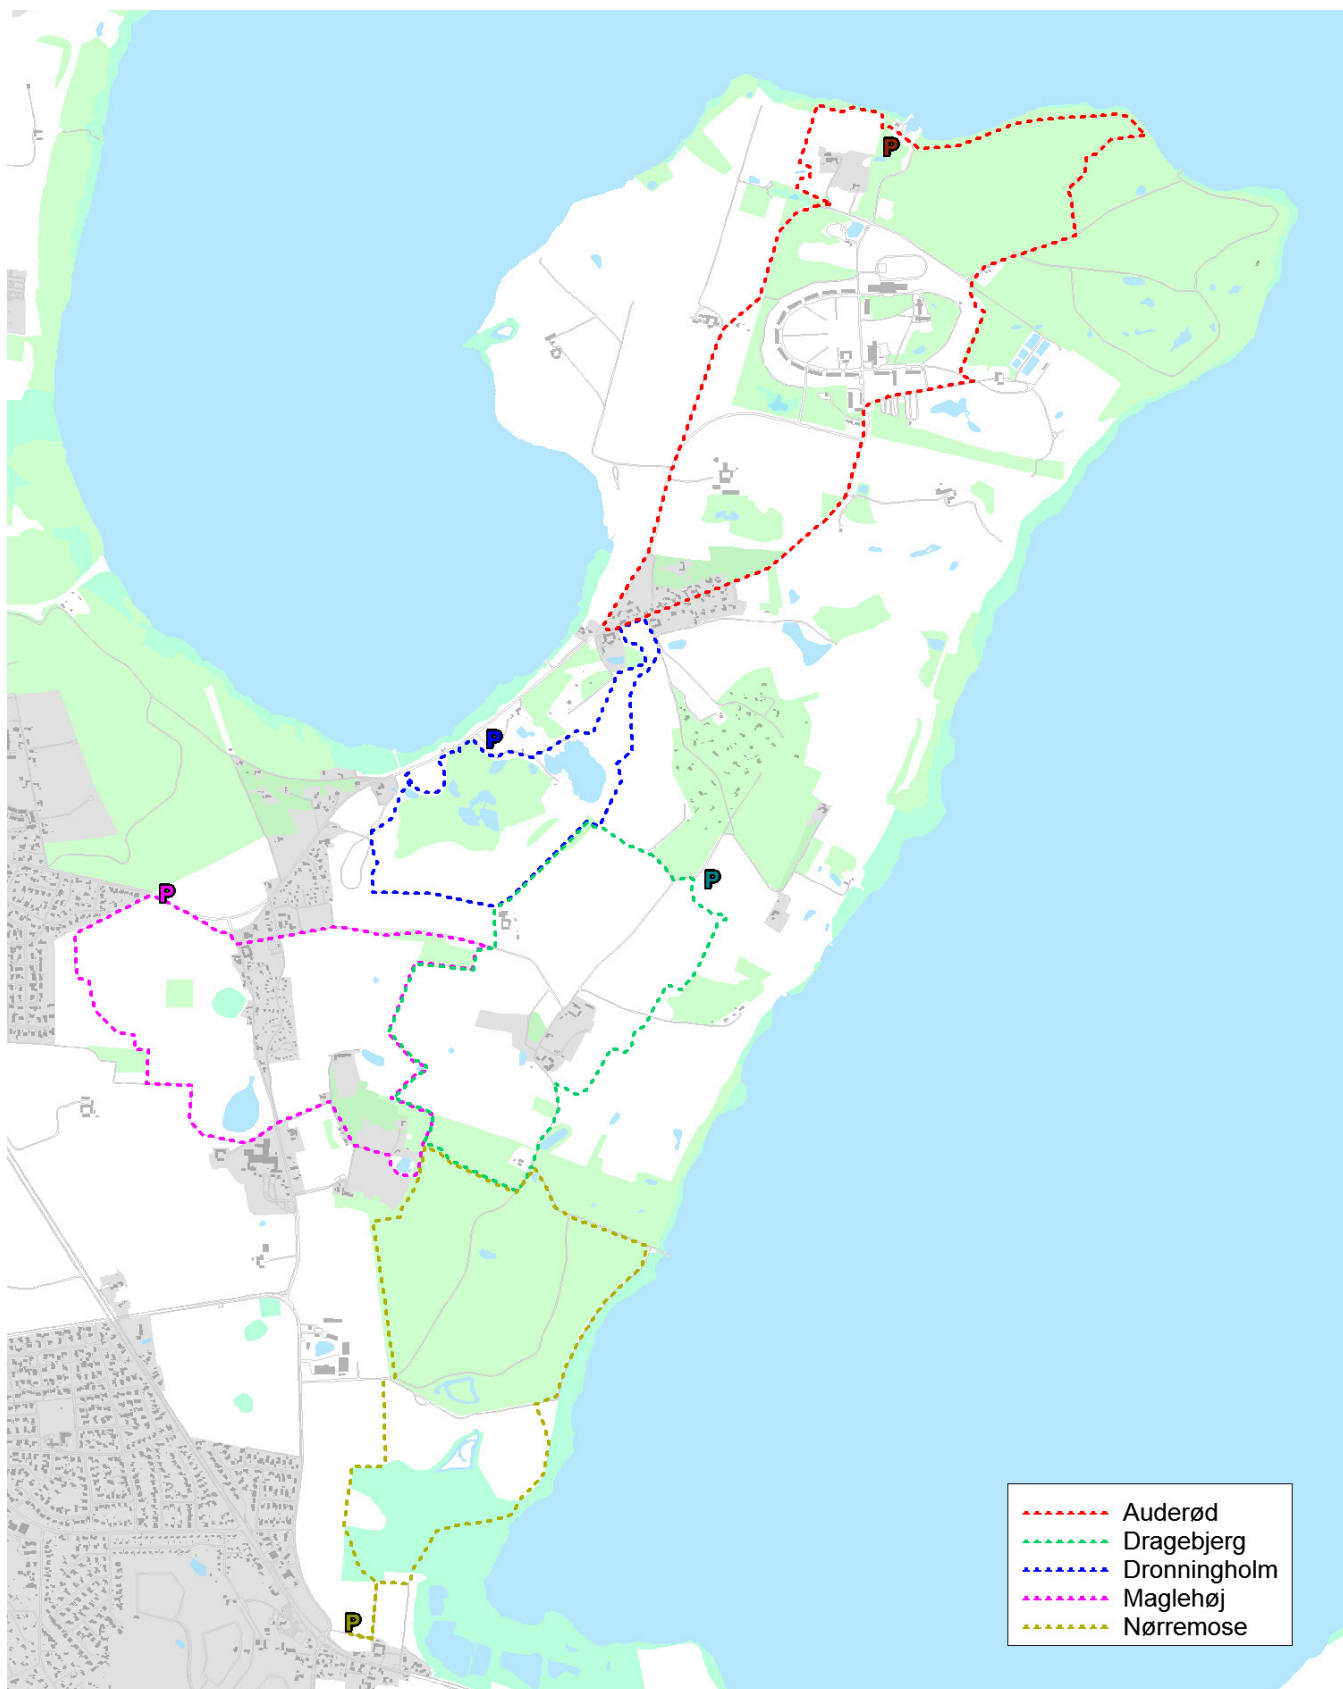 P
P
P
P
P
Auderød
Dragebjerg
Dronningholm
Maglehøj
Nørremose